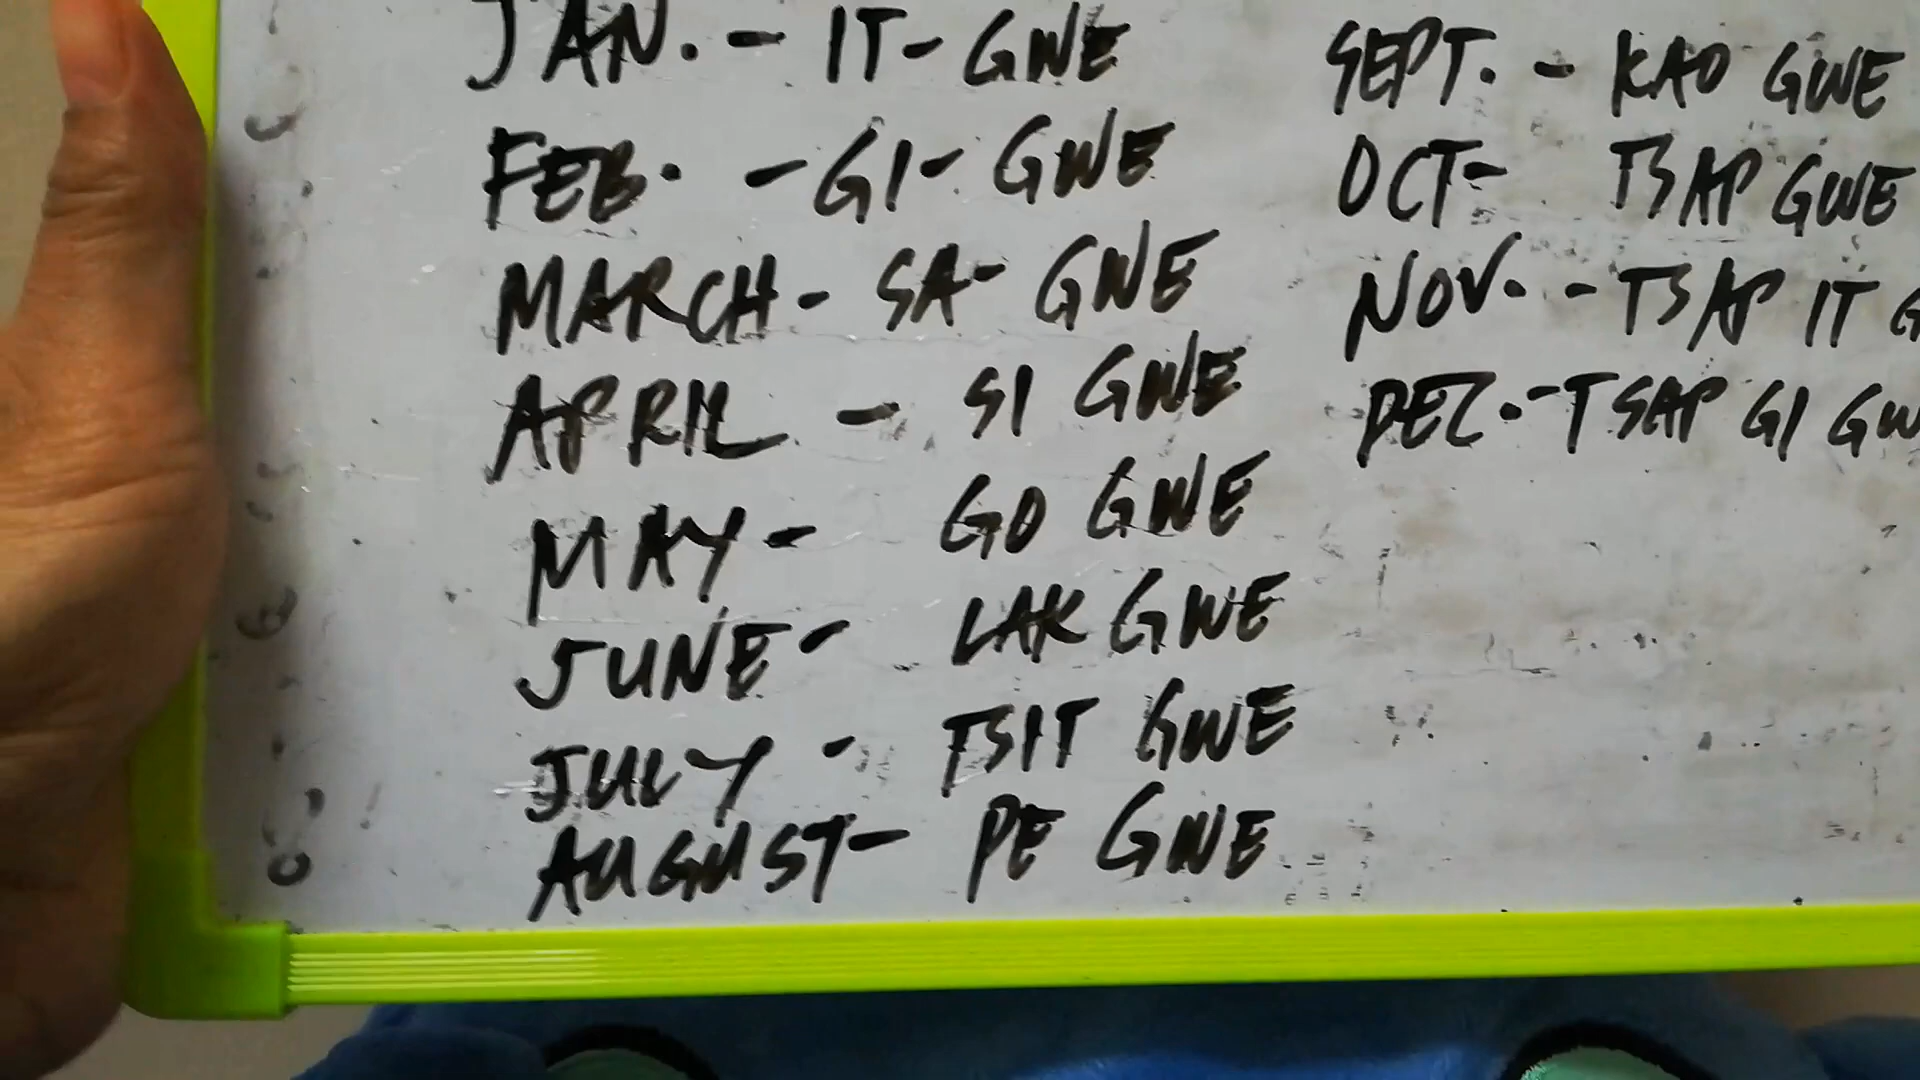 JAN. - IT - GWE
FEB. - GI - GWE
MARCH - SA - GWE
APRIL - SI GWE
MAY - GO GWE
JUNE - LAK GWE
JULY - TSIT GWE
AUGUST - PE GWE
SEPT. - KAO GWE
OCT - TSAP GWE
NOV. - TSAP IT G
DEC. - TSAP GI GW